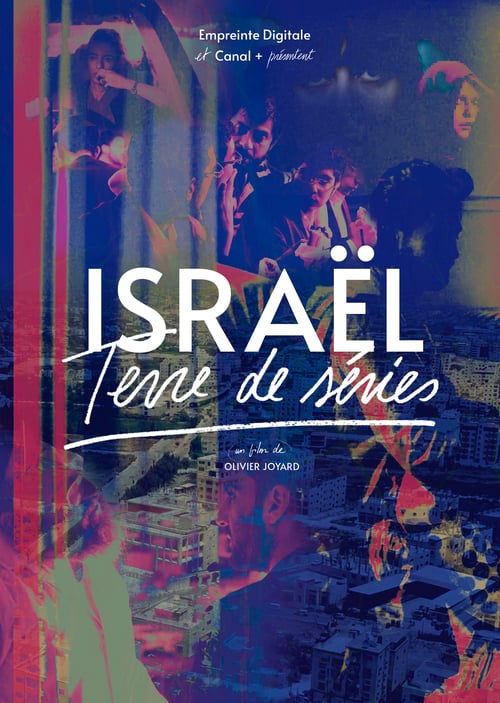 Empreinte Digitale
et Canal + présentent
ISRAËL
Terre de séries
un film de
OLIVIER JOYARD